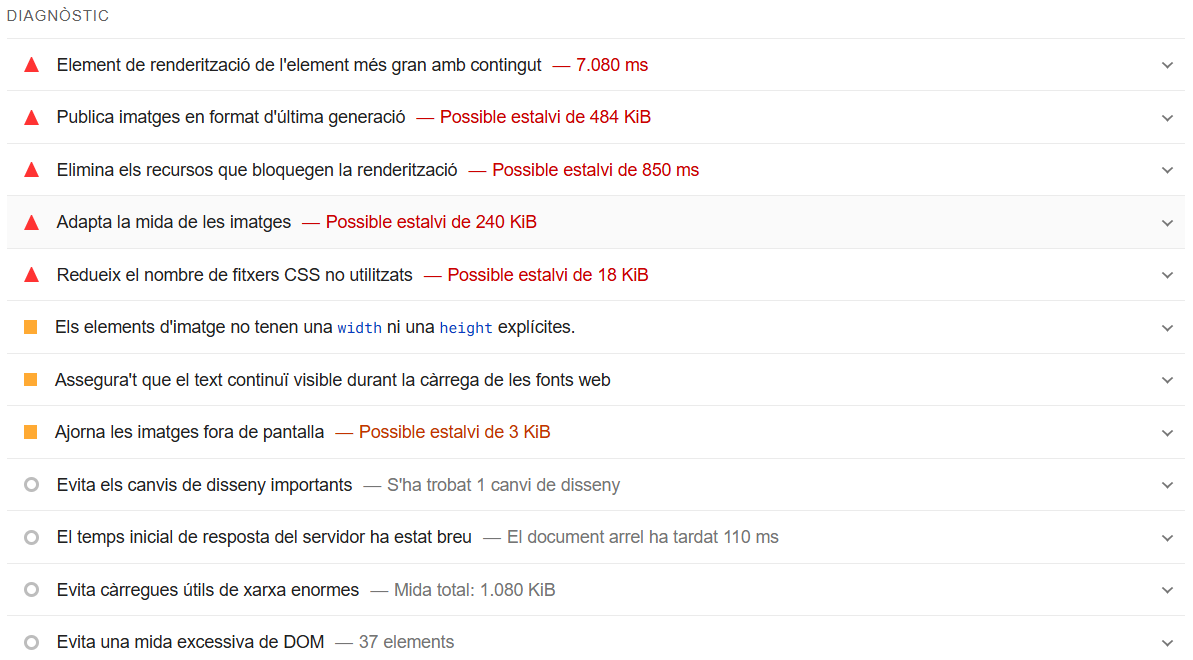 DIAGNÒSTIC
Element de renderització de l'element més gran amb contingut — 7.080 ms
Publica imatges en format d'última generació — Possible estalvi de 484 KiB
Elimina els recursos que bloquegen la renderització — Possible estalvi de 850 ms
Adapta la mida de les imatges — Possible estalvi de 240 KiB
Redueix el nombre de fitxers CSS no utilitzats — Possible estalvi de 18 KiB
Els elements d'imatge no tenen una width ni una height explícites.
Assegura't que el text continuï visible durant la càrrega de les fonts web
Ajorna les imatges fora de pantalla — Possible estalvi de 3 KiB
Evita els canvis de disseny importants — S'ha trobat 1 canvi de disseny
El temps inicial de resposta del servidor ha estat breu — El document arrel ha tardat 110 ms
Evita càrregues útils de xarxa enormes — Mida total: 1.080 KiB
Evita una mida excessiva de DOM — 37 elements